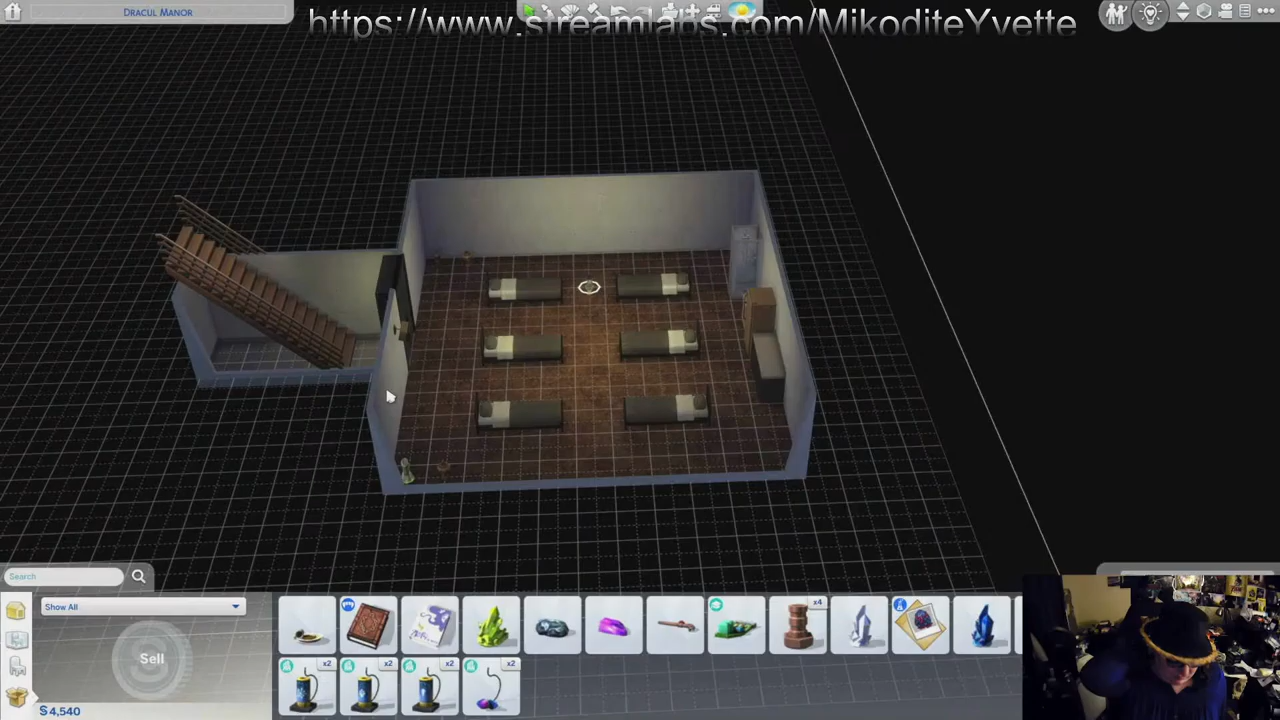 DRACUL MANOR
https://www.streamlabs.com/MikoditeYvette
Search
Show All
x4
Sell
x2
x2
x2
x2
$4,540